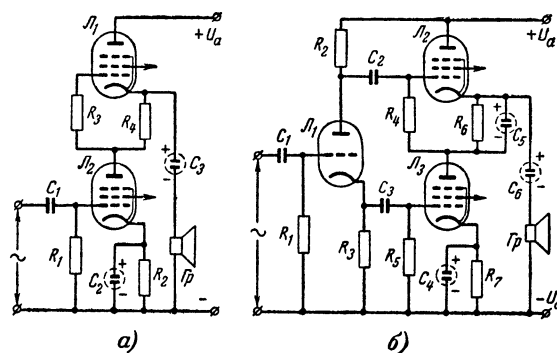 Л₁
+Uₐ
R₃
R₄
Л₂
C₃
C₁
R₁
C₂
R₂
Гр
~
−
а)
R₂
Л₂
+Uₐ
C₂
Л₁
R₄
R₆
C₅
C₁
Л₃
C₃
C₆
R₁
R₃
R₅
C₄
R₇
Гр
~
б)